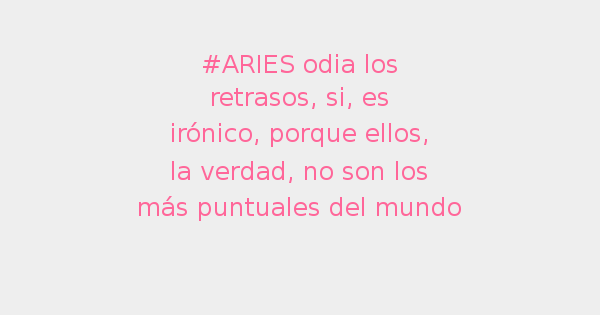 #ARIES odia los
retrasos, si, es
irónico, porque ellos,
la verdad, no son los
más puntuales del mundo